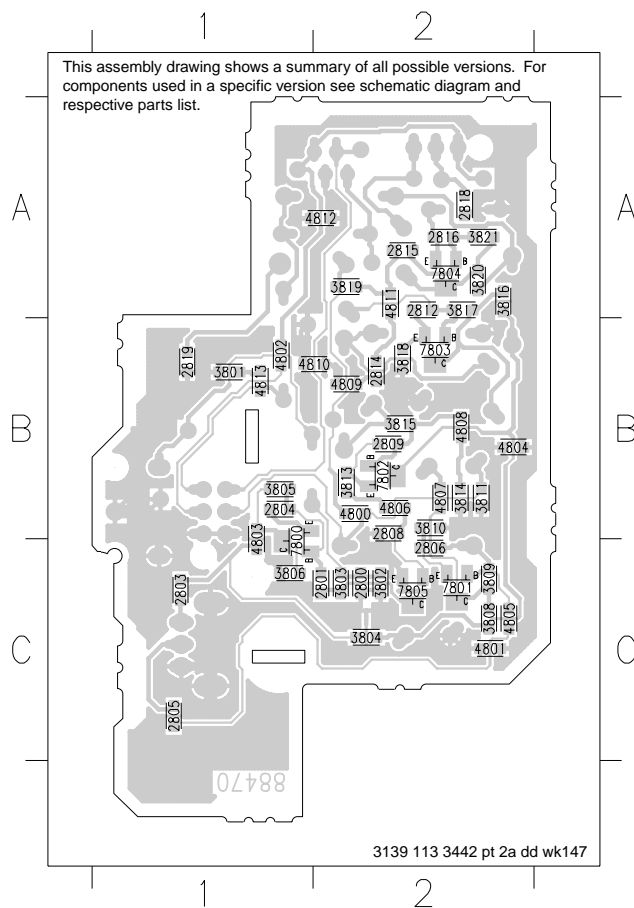 1 2
This assembly drawing shows a summary of all possible versions. For
components used in a specific version see schematic diagram and
respective parts list.
A A
2818
4812
2816 3821
2815
E B
7804
C
3820
3819
4811
3816
2812 3817
E B
7803
C
2819
3801
4813
4802
4810
4809
2814
3818
B B
3815
4808
2809
4804
B
7802
C
E
3813
3805
2804
4800
4806
4807
3814
3811
3810
2808
2806
4803
E
7800
C
B
3806
2801
3803
2800
3802
E B
7805
C
E B
7801
C
3809
2803
3808
4805
3804
C C
4801
2805
88470
3139 113 3442 pt 2a dd wk147
1 2